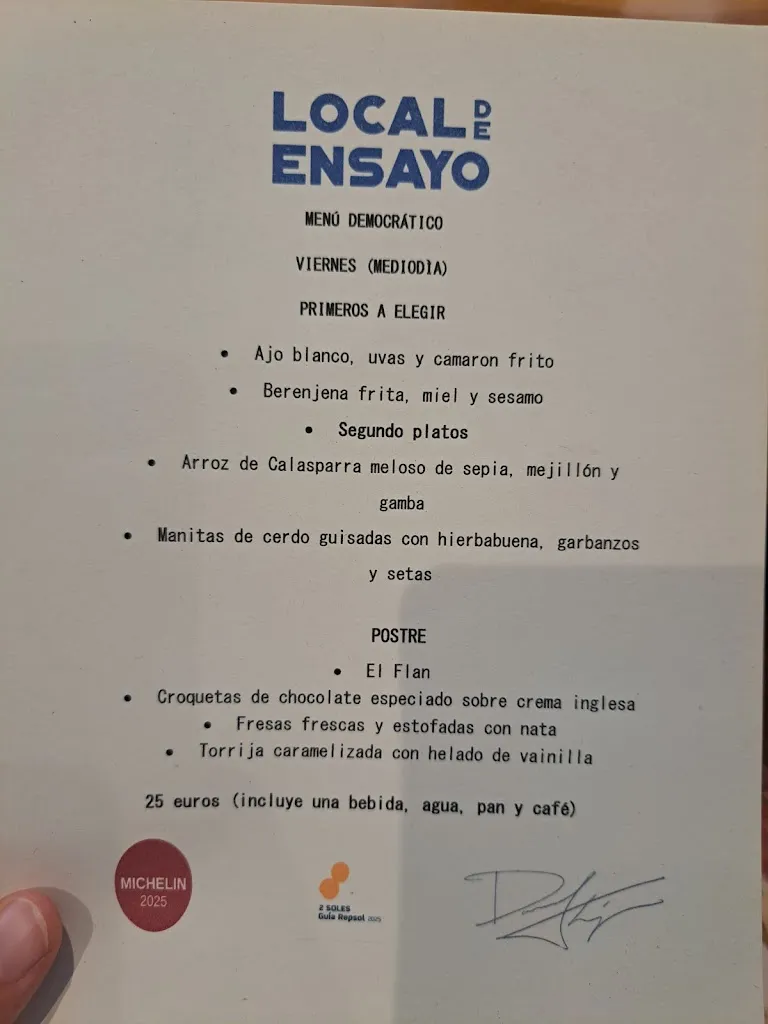 LOCAL DE
ENSAYO
MENÚ DEMOCRÁTICO
VIERNES (MEDIODÌA)
PRIMEROS A ELEGIR
• Ajo blanco, uvas y camaron frito
• Berenjena frita, miel y sesamo
• Segundo platos
• Arroz de Calasparra meloso de sepia, mejillón y
gamba
• Manitas de cerdo guisadas con hierbabuena, garbanzos
y setas
POSTRE
• El Flan
• Croquetas de chocolate especiado sobre crema inglesa
• Fresas frescas y estofadas con nata
• Torrija caramelizada con helado de vainilla
25 euros (incluye una bebida, agua, pan y café)
MICHELIN
2025
2 SOLES
Guía Repsol 2025